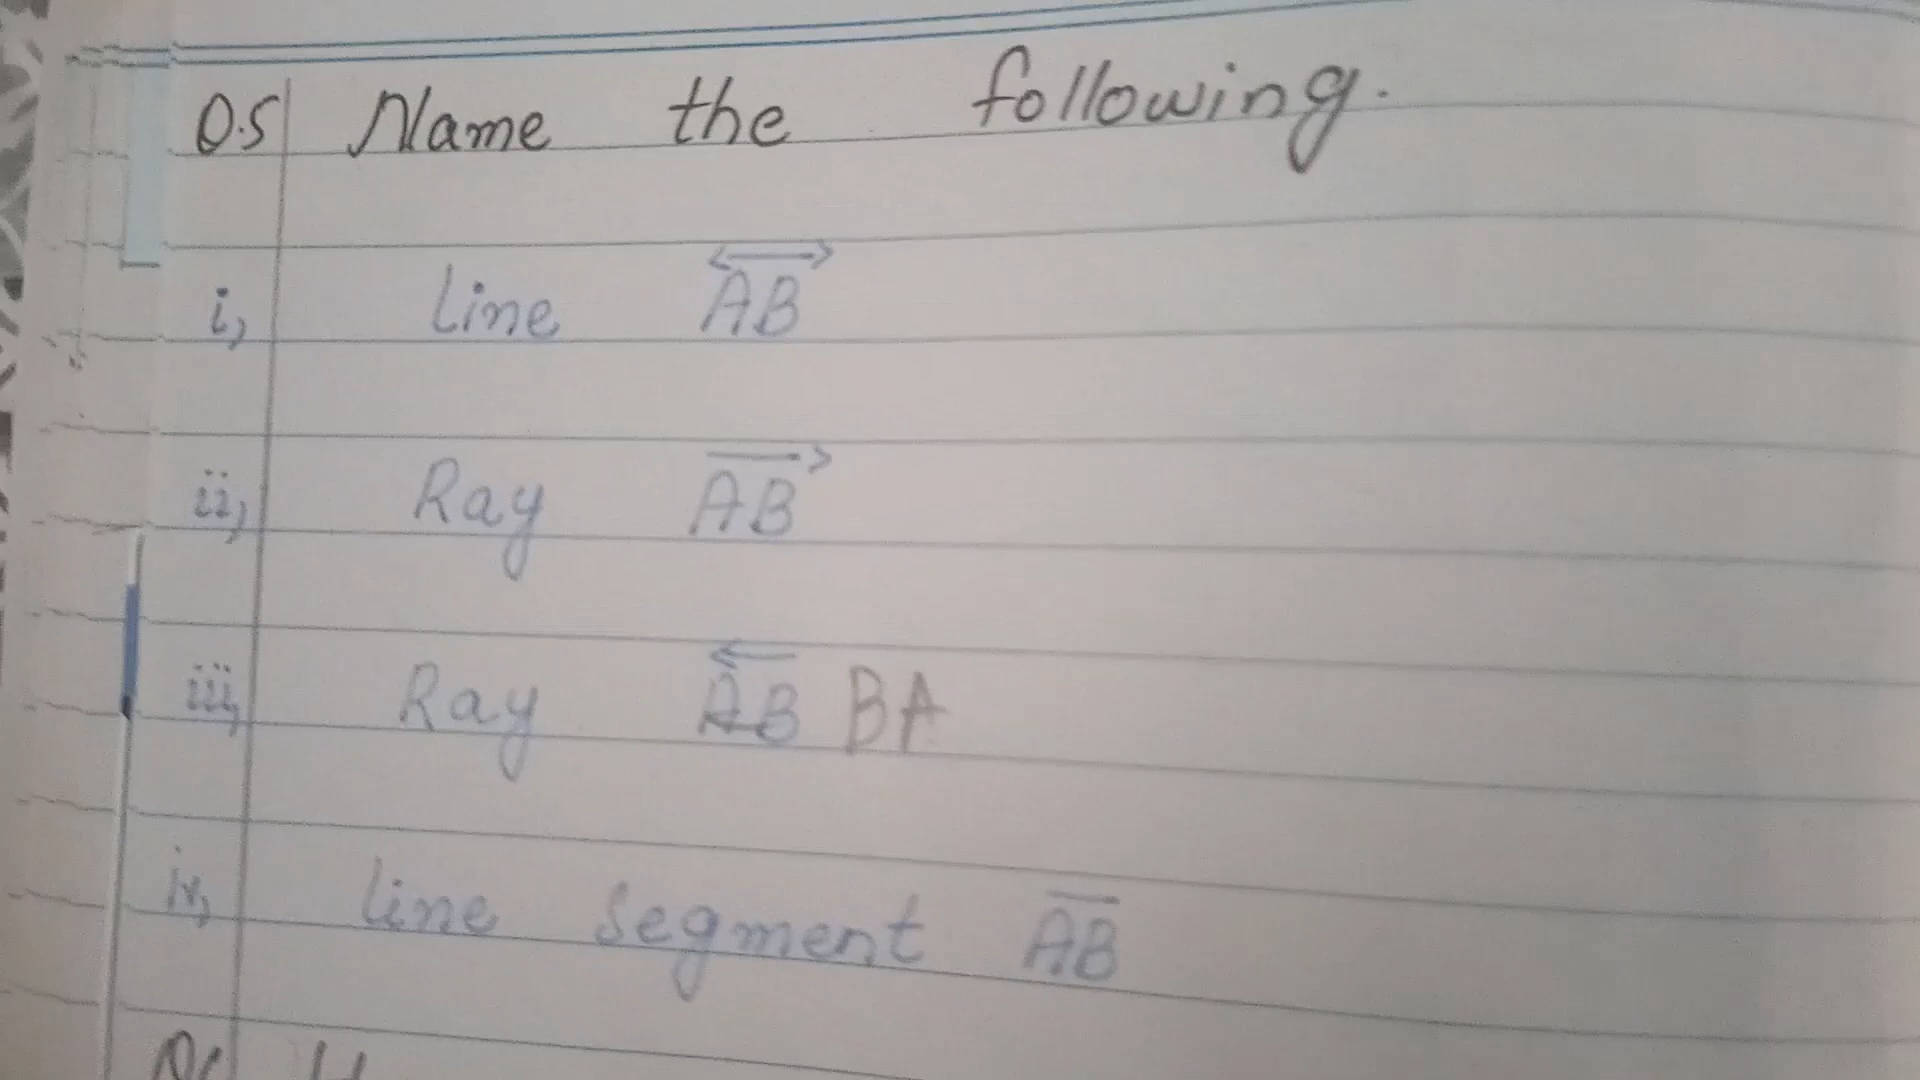 Q.5 Name the following.
i, Line AB
ii, Ray AB
iii, Ray AB BA
iv, line segment AB